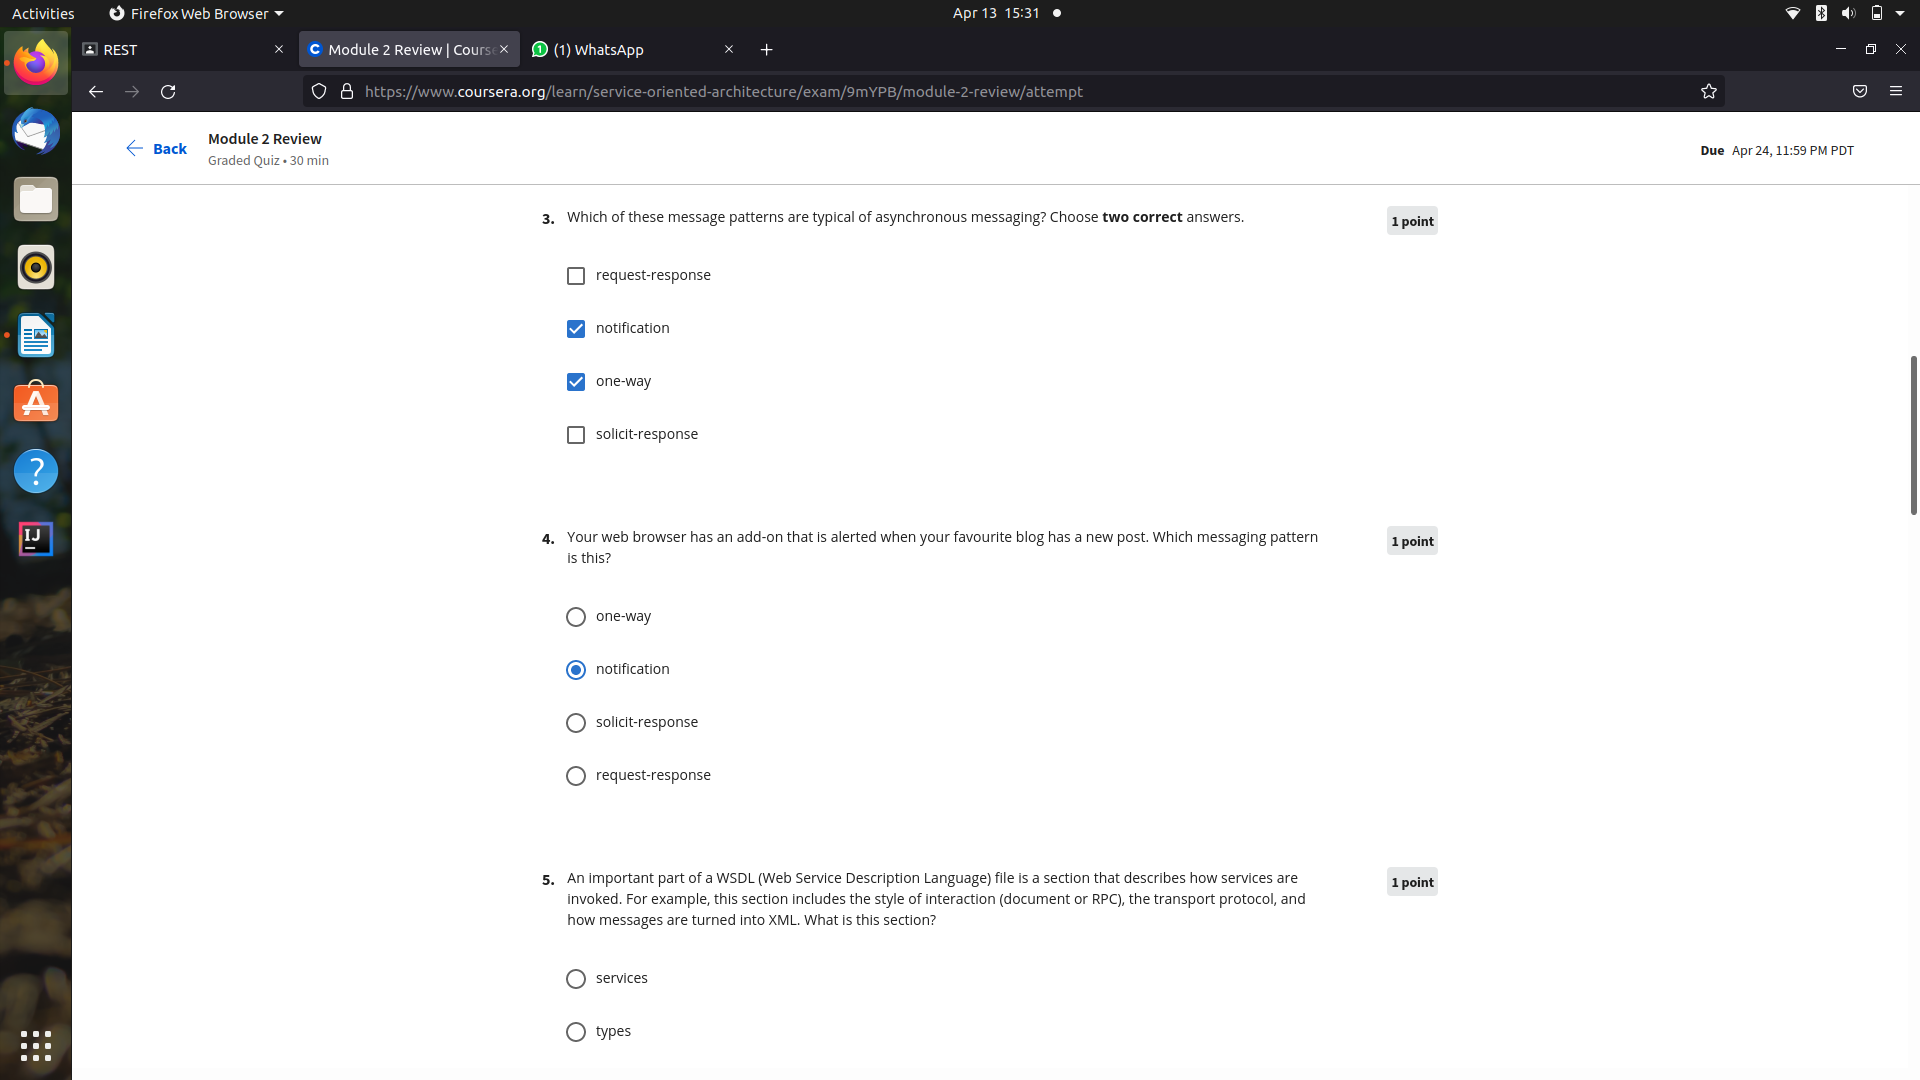 Activities
Firefox Web Browser
Apr 13 15:31
REST
Module 2 Review | Cours
(1) WhatsApp
https://www.coursera.org/learn/service-oriented-architecture/exam/9mYPB/module-2-review/attempt
Back
Module 2 Review
Graded Quiz • 30 min
Due Apr 24, 11:59 PM PDT
3. Which of these message patterns are typical of asynchronous messaging? Choose two correct answers.
1 point
request-response
notification
one-way
solicit-response
4. Your web browser has an add-on that is alerted when your favourite blog has a new post. Which messaging pattern
is this?
1 point
one-way
notification
solicit-response
request-response
5. An important part of a WSDL (Web Service Description Language) file is a section that describes how services are
invoked. For example, this section includes the style of interaction (document or RPC), the transport protocol, and
how messages are turned into XML. What is this section?
1 point
services
types
IJ